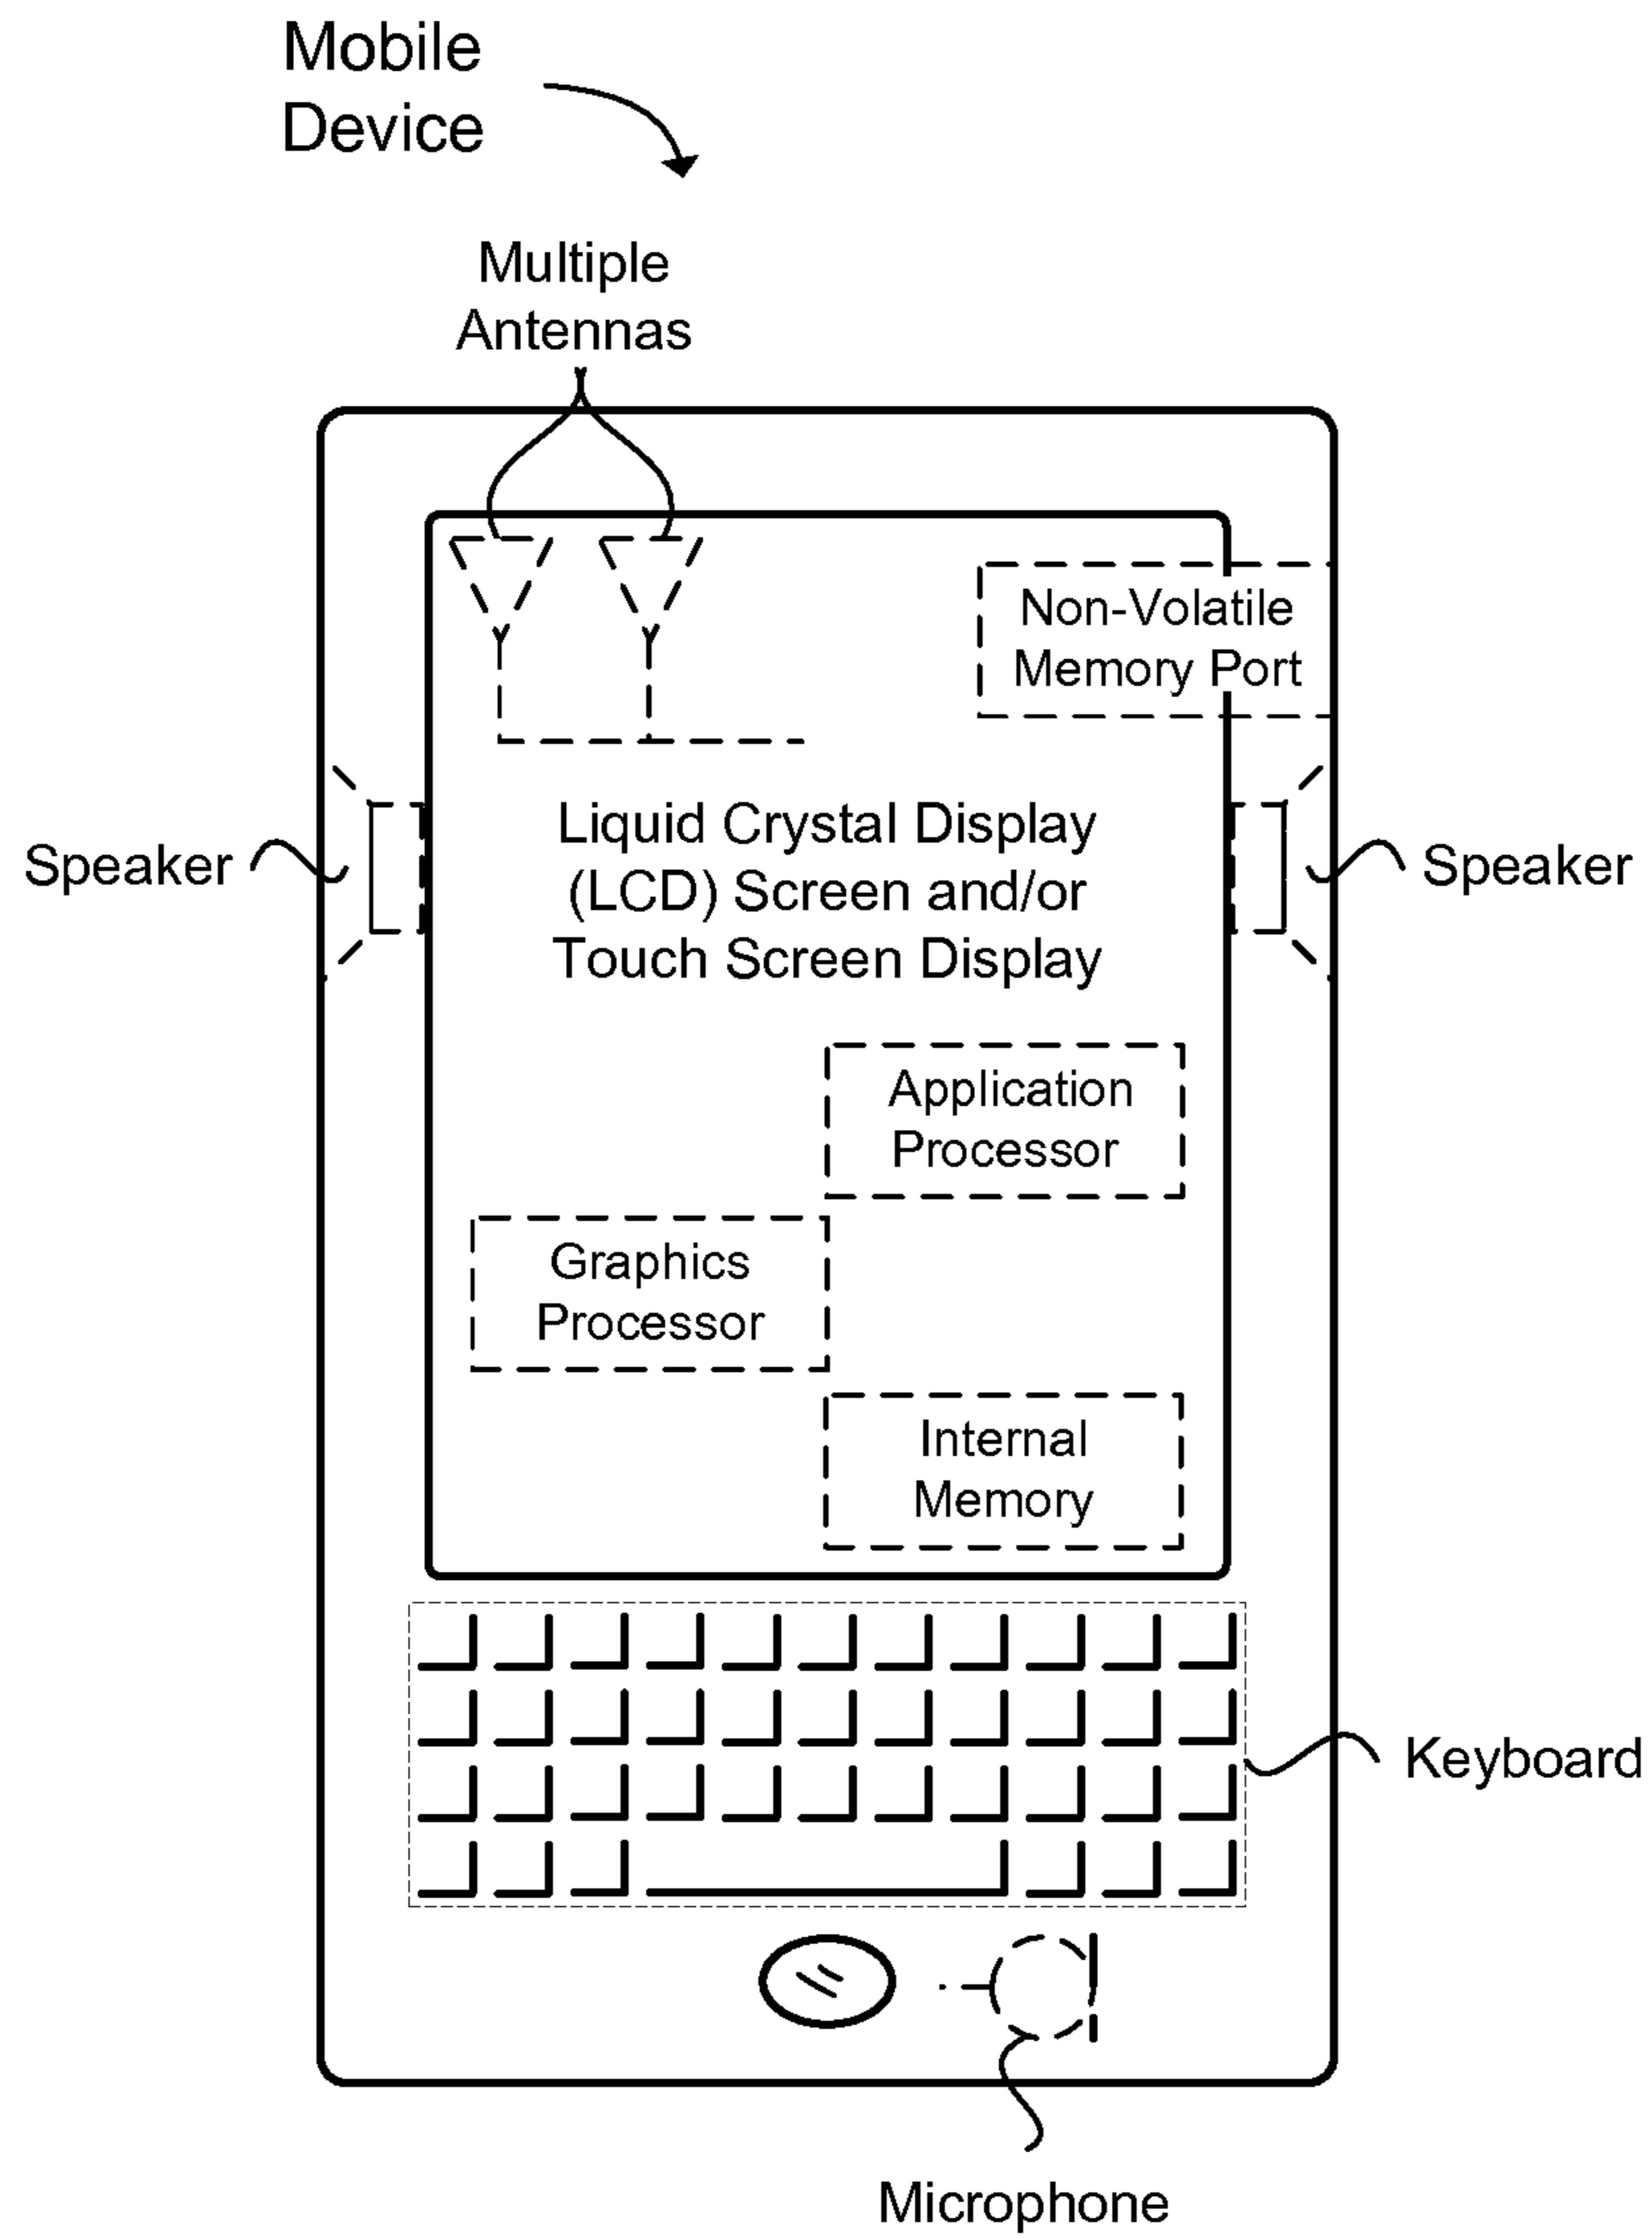 Mobile
Device
Multiple
Antennas
Non-Volatile
Memory Port
Speaker
Liquid Crystal Display
(LCD) Screen and/or
Touch Screen Display
Speaker
Application
Processor
Graphics
Processor
Internal
Memory
Keyboard
Microphone